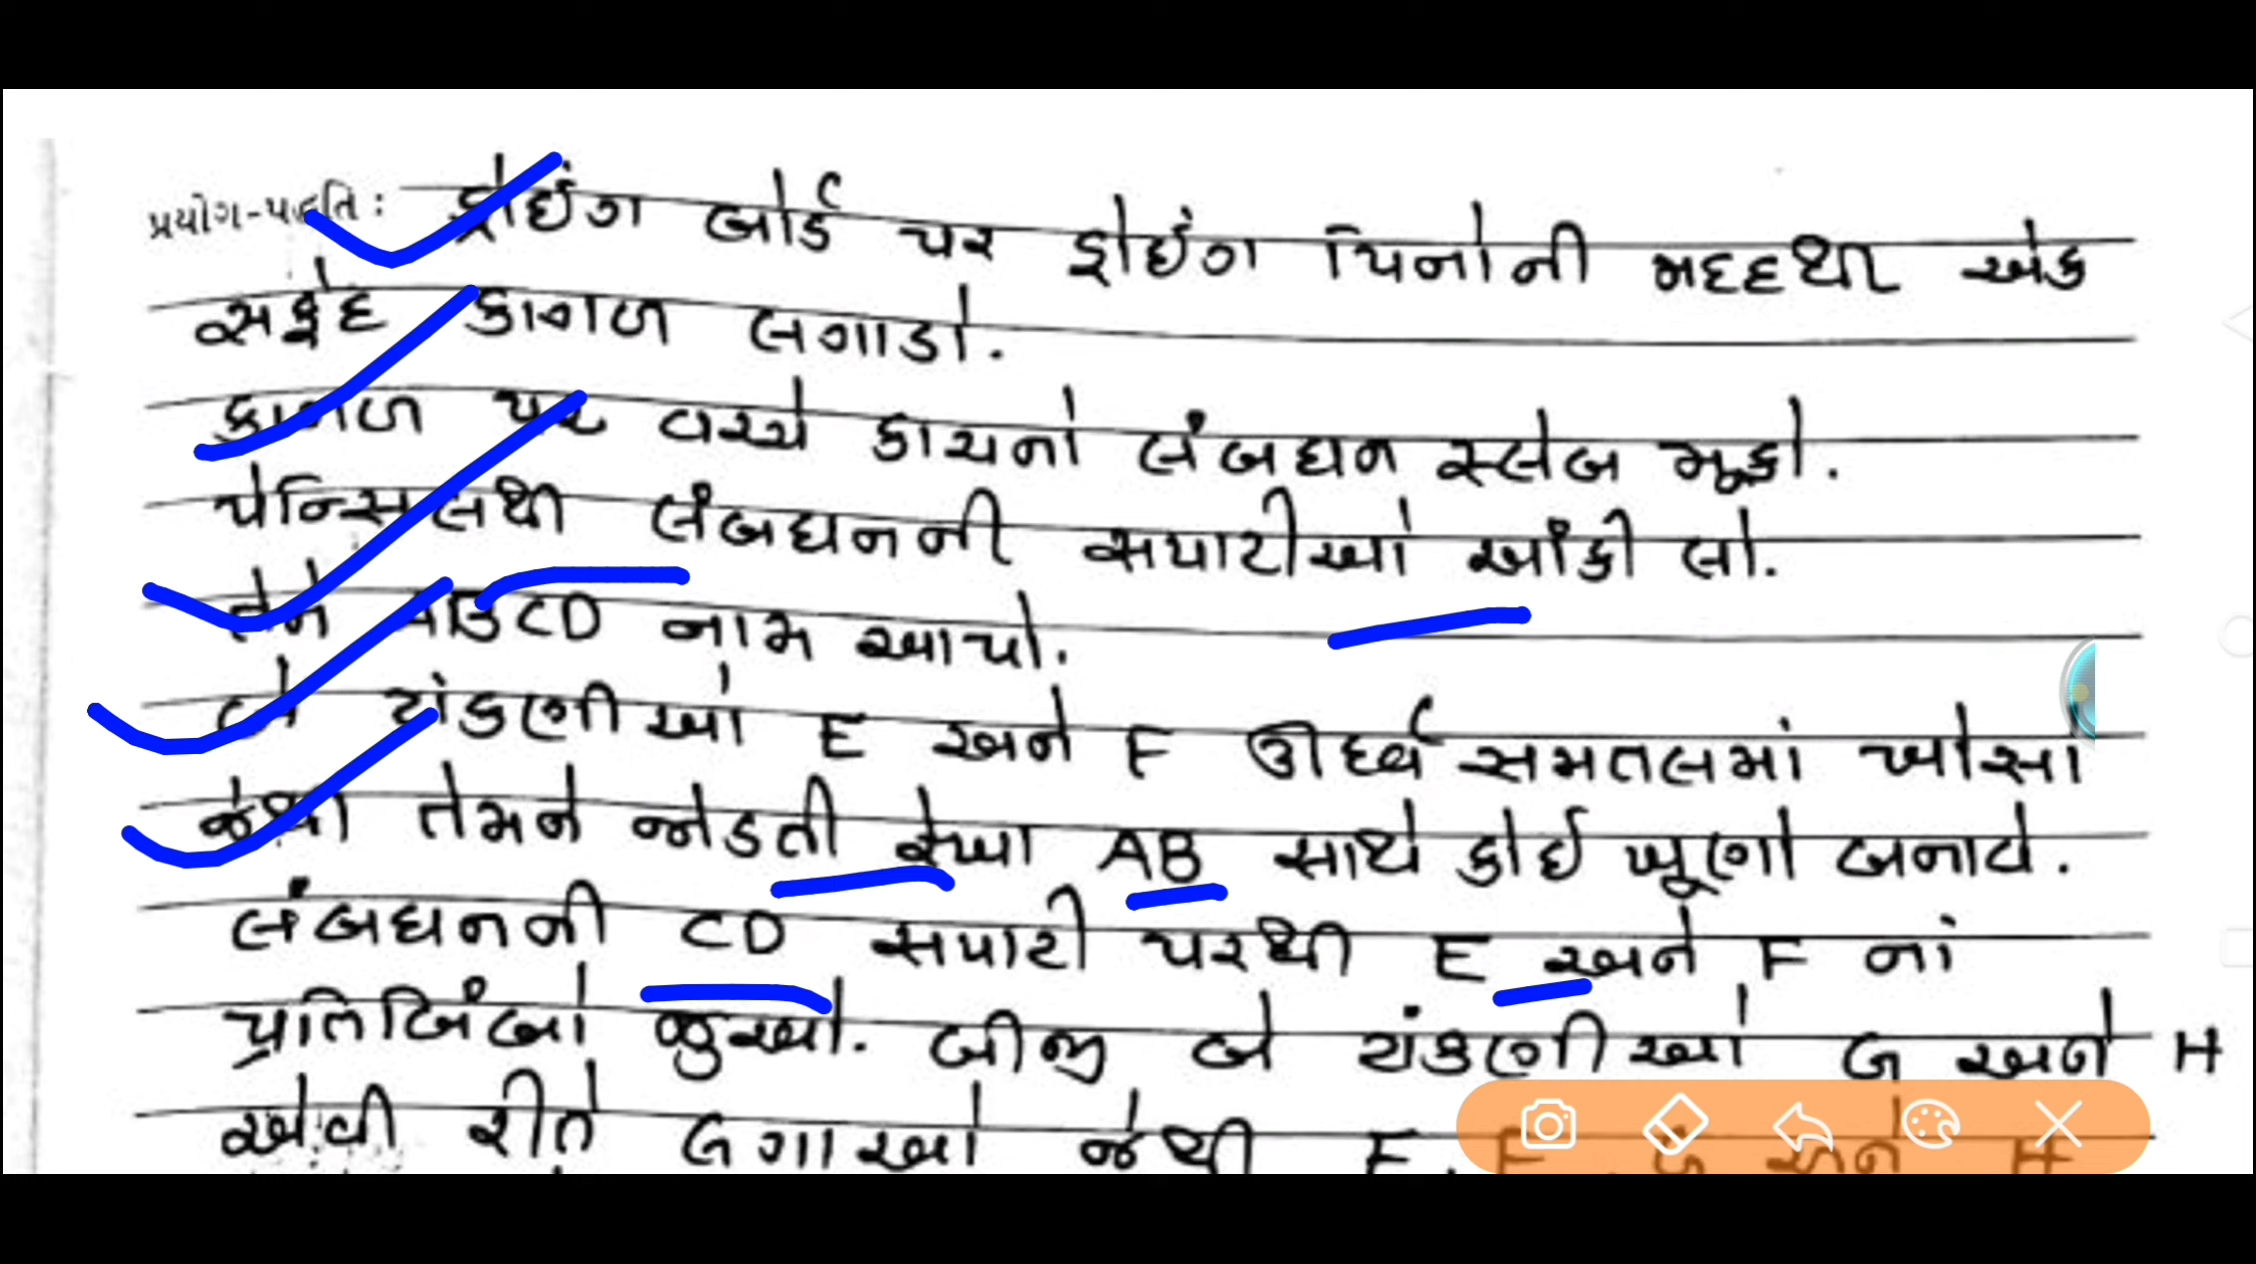 પ્રયોગ-પદ્ધતિ : ડ્રોઈંગ બોર્ડ પર ડ્રોઈંગ પિનોની મદદથી એક
સફેદ કાગળ લગાડો.
કાગળ પર વચ્ચે કાચનો લંબઘન સ્લેબ મૂકો.
પેન્સિલથી લંબઘનની સપાટીઓ આંકી લો.
તેને ABCD નામ આપો.
બે ટાંકણીઓ E અને F ઊર્ધ્વ સમતલમાં ખોસો
જેથી તેમને જોડતી રેખા AB સાથે કોઈ ખૂણો બનાવે.
લંબઘનની CD સપાટી પરથી E અને F નાં
પ્રતિબિંબો જુઓ. બીજી બે ટાંકણીઓ G અને H
એવી રીતે લગાઓ જેથી E, F, G અને H